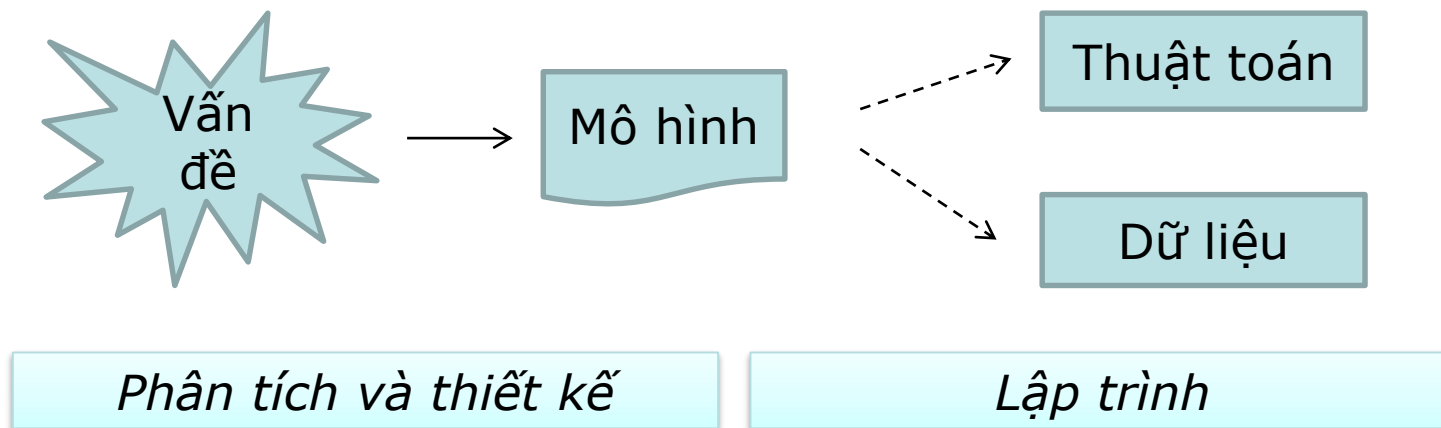 Vấn
đề
Mô hình
Thuật toán
Dữ liệu
Phân tích và thiết kế
Lập trình